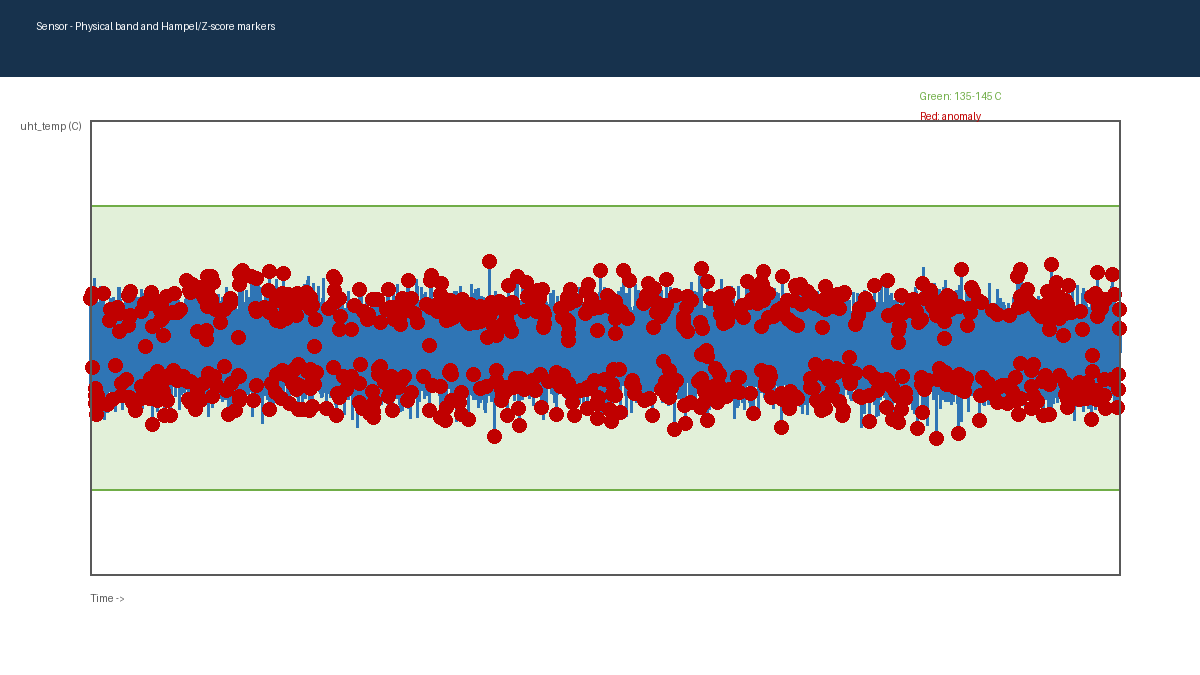 Sensor - Physical band and Hampel/Z-score markers
Green: 135-145 C
Red: anomaly
uht_temp (C)
Time ->